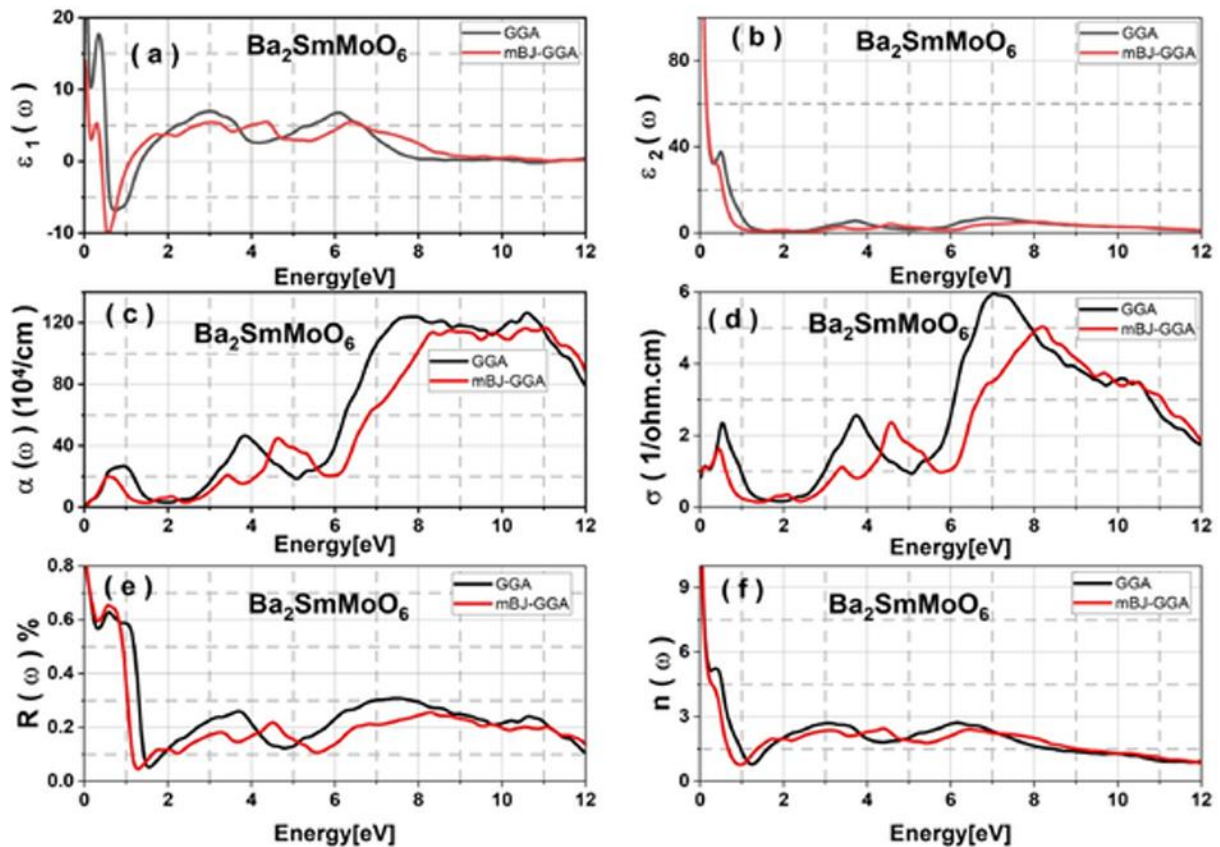 ( a )
Ba₂SmMoO₆
GGA
mBJ-GGA
ε₁ ( ω )
20
10
0
-10
0 2 4 6 8 10 12
Energy[eV]
( b )
Ba₂SmMoO₆
GGA
mBJ-GGA
ε₂ ( ω )
80
40
0
0 2 4 6 8 10 12
Energy[eV]
( c )
Ba₂SmMoO₆
GGA
mBJ-GGA
α (ω) (10⁴/cm)
120
80
40
0
0 2 4 6 8 10 12
Energy[eV]
( d )
Ba₂SmMoO₆
GGA
mBJ-GGA
σ ( 1/ohm.cm)
6
4
2
0
0 2 4 6 8 10 12
Energy[eV]
( e )
Ba₂SmMoO₆
GGA
mBJ-GGA
R ( ω ) %
0.8
0.6
0.4
0.2
0.0
0 2 4 6 8 10 12
Energy[eV]
( f )
Ba₂SmMoO₆
GGA
mBJ-GGA
n ( ω )
9
6
3
0
0 2 4 6 8 10 12
Energy[eV]